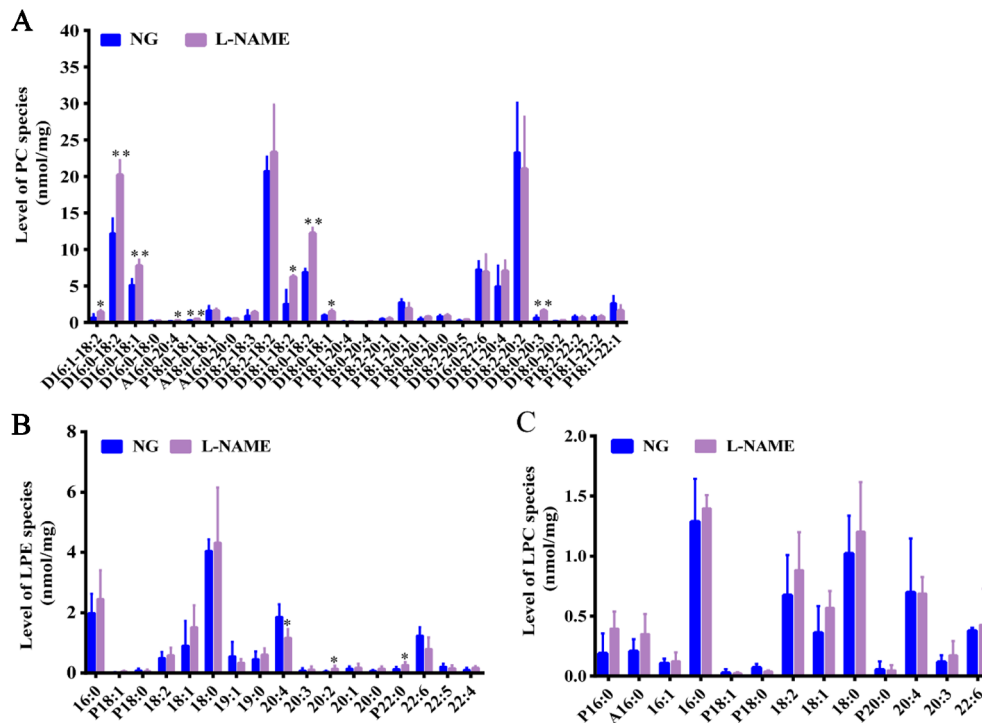 A
NG L-NAME
Level of PC species
(nmol/mg)
40
35
30
25
20
15
10
5
0
*
**
**
*
**
*
**
*
**
D16:1-18:2
D16:0-18:2
D16:0-18:1
D16:0-18:0
A16:0-20:4
P18:0-18:1
A18:0-18:1
A16:0-20:0
D18:2-18:3
D18:2-18:2
D18:1-18:2
D18:0-18:2
D18:0-18:1
P18:1-20:4
P18:0-20:4
P18:2-20:1
P18:1-20:1
P18:0-20:1
P18:0-20:0
D18:2-20:5
D16:0-22:6
D18:1-20:4
D18:2-20:2
D18:0-20:3
D18:0-20:2
P18:2-22:2
P18:1-22:2
P18:1-22:1
B
NG L-NAME
Level of LPE species
(nmol/mg)
8
6
4
2
0
*
*
*
16:0
P18:1
P18:0
18:2
18:1
18:0
19:1
19:0
20:4
20:3
20:2
20:1
20:0
P22:0
22:6
22:5
22:4
C
NG L-NAME
Level of LPC species
(nmol/mg)
2.0
1.5
1.0
0.5
0.0
P16:0
A16:0
16:1
16:0
P18:1
P18:0
18:2
18:1
18:0
P20:0
20:4
20:3
22:6